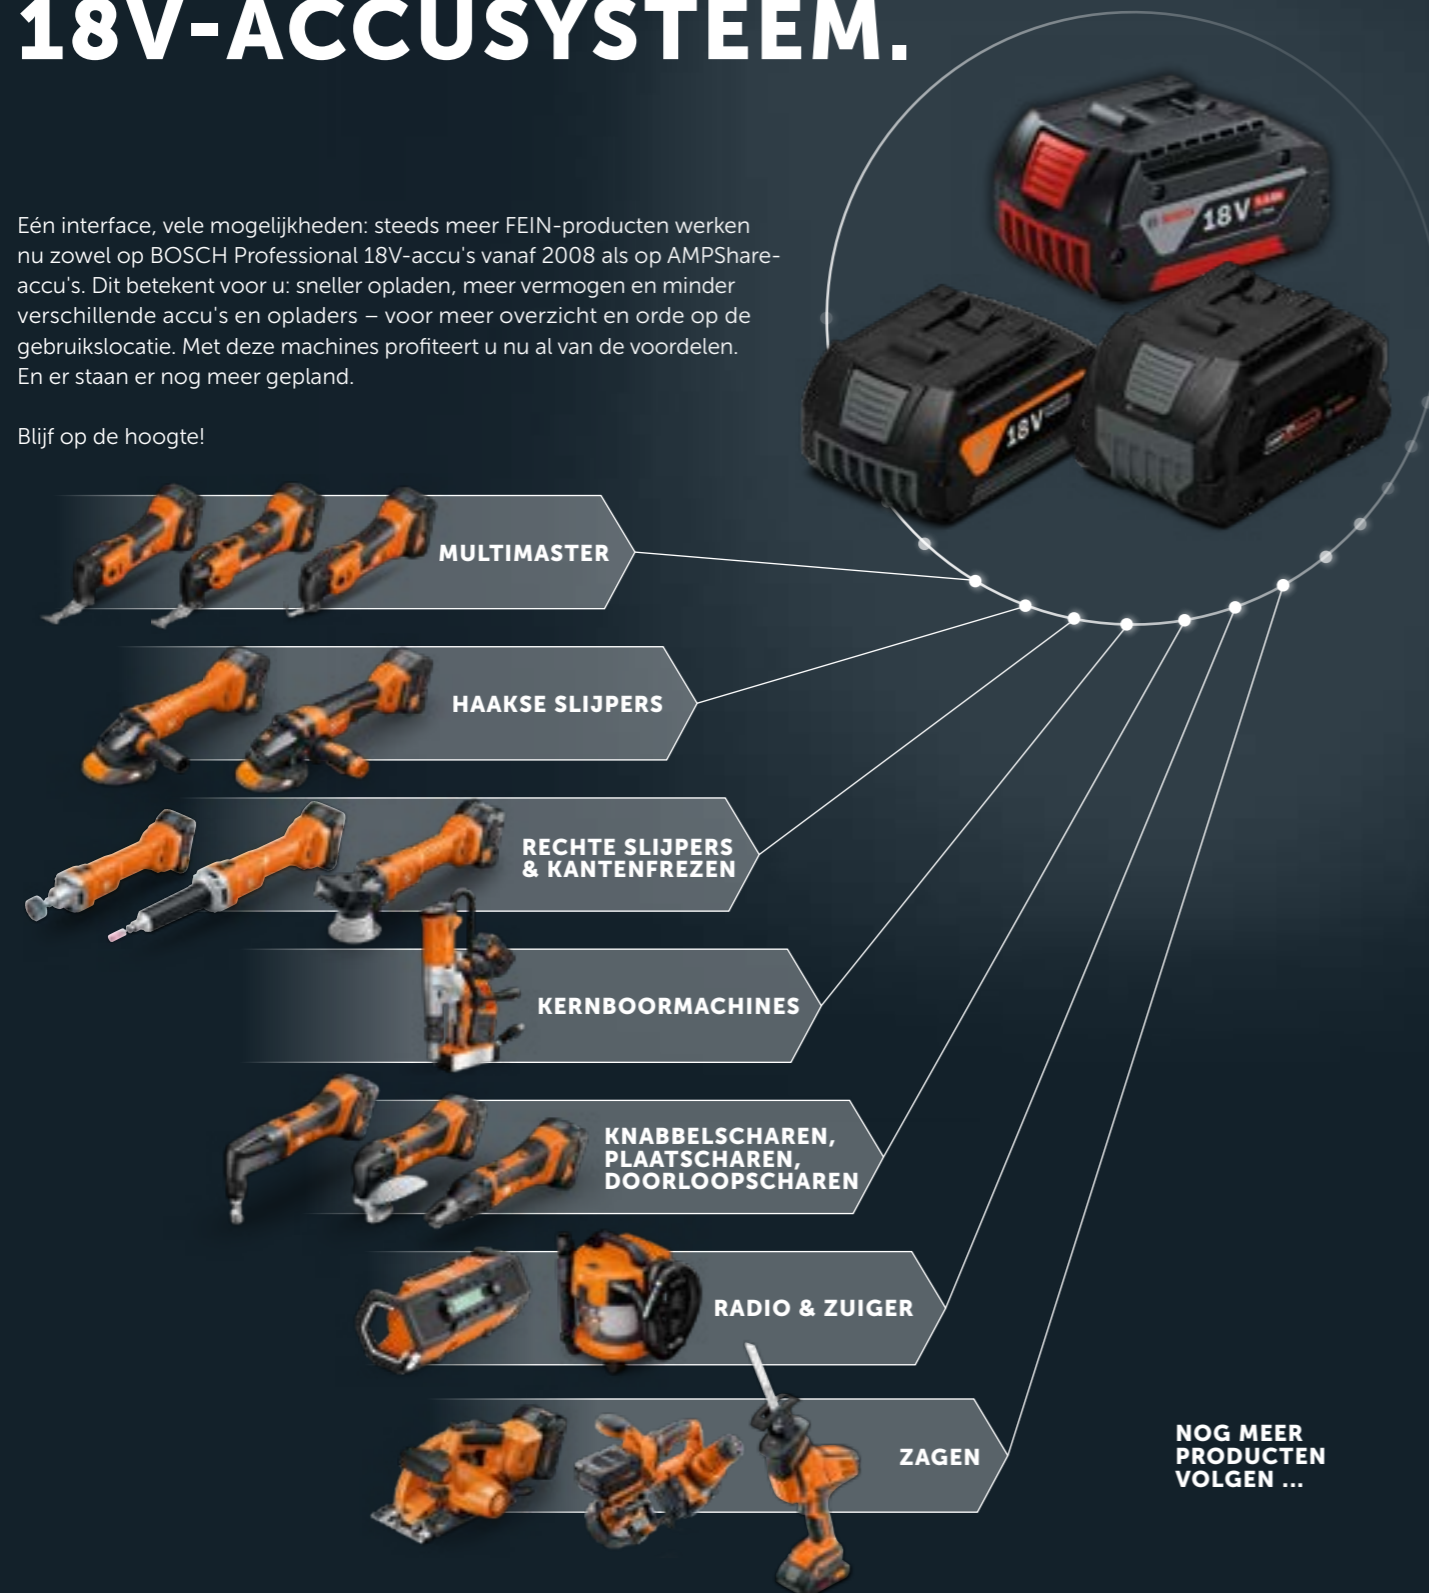 18V-ACCUSYSTEEM.
Eén interface, vele mogelijkheden: steeds meer FEIN-producten werken
nu zowel op BOSCH Professional 18V-accu's vanaf 2008 als op AMPShare-
accu's. Dit betekent voor u: sneller opladen, meer vermogen en minder
verschillende accu's en opladers – voor meer overzicht en orde op de
gebruikslocatie. Met deze machines profiteert u nu al van de voordelen.
En er staan er nog meer gepland.
Blijf op de hoogte!
BOSCH 18V
18V
MULTIMASTER
HAAKSE SLIJPERS
RECHTE SLIJPERS
& KANTENFREZEN
KERNBOORMACHINES
KNABBELSCHAREN,
PLAATSCHAREN,
DOORLOOPSCHAREN
RADIO & ZUIGER
ZAGEN
NOG MEER
PRODUCTEN
VOLGEN ...